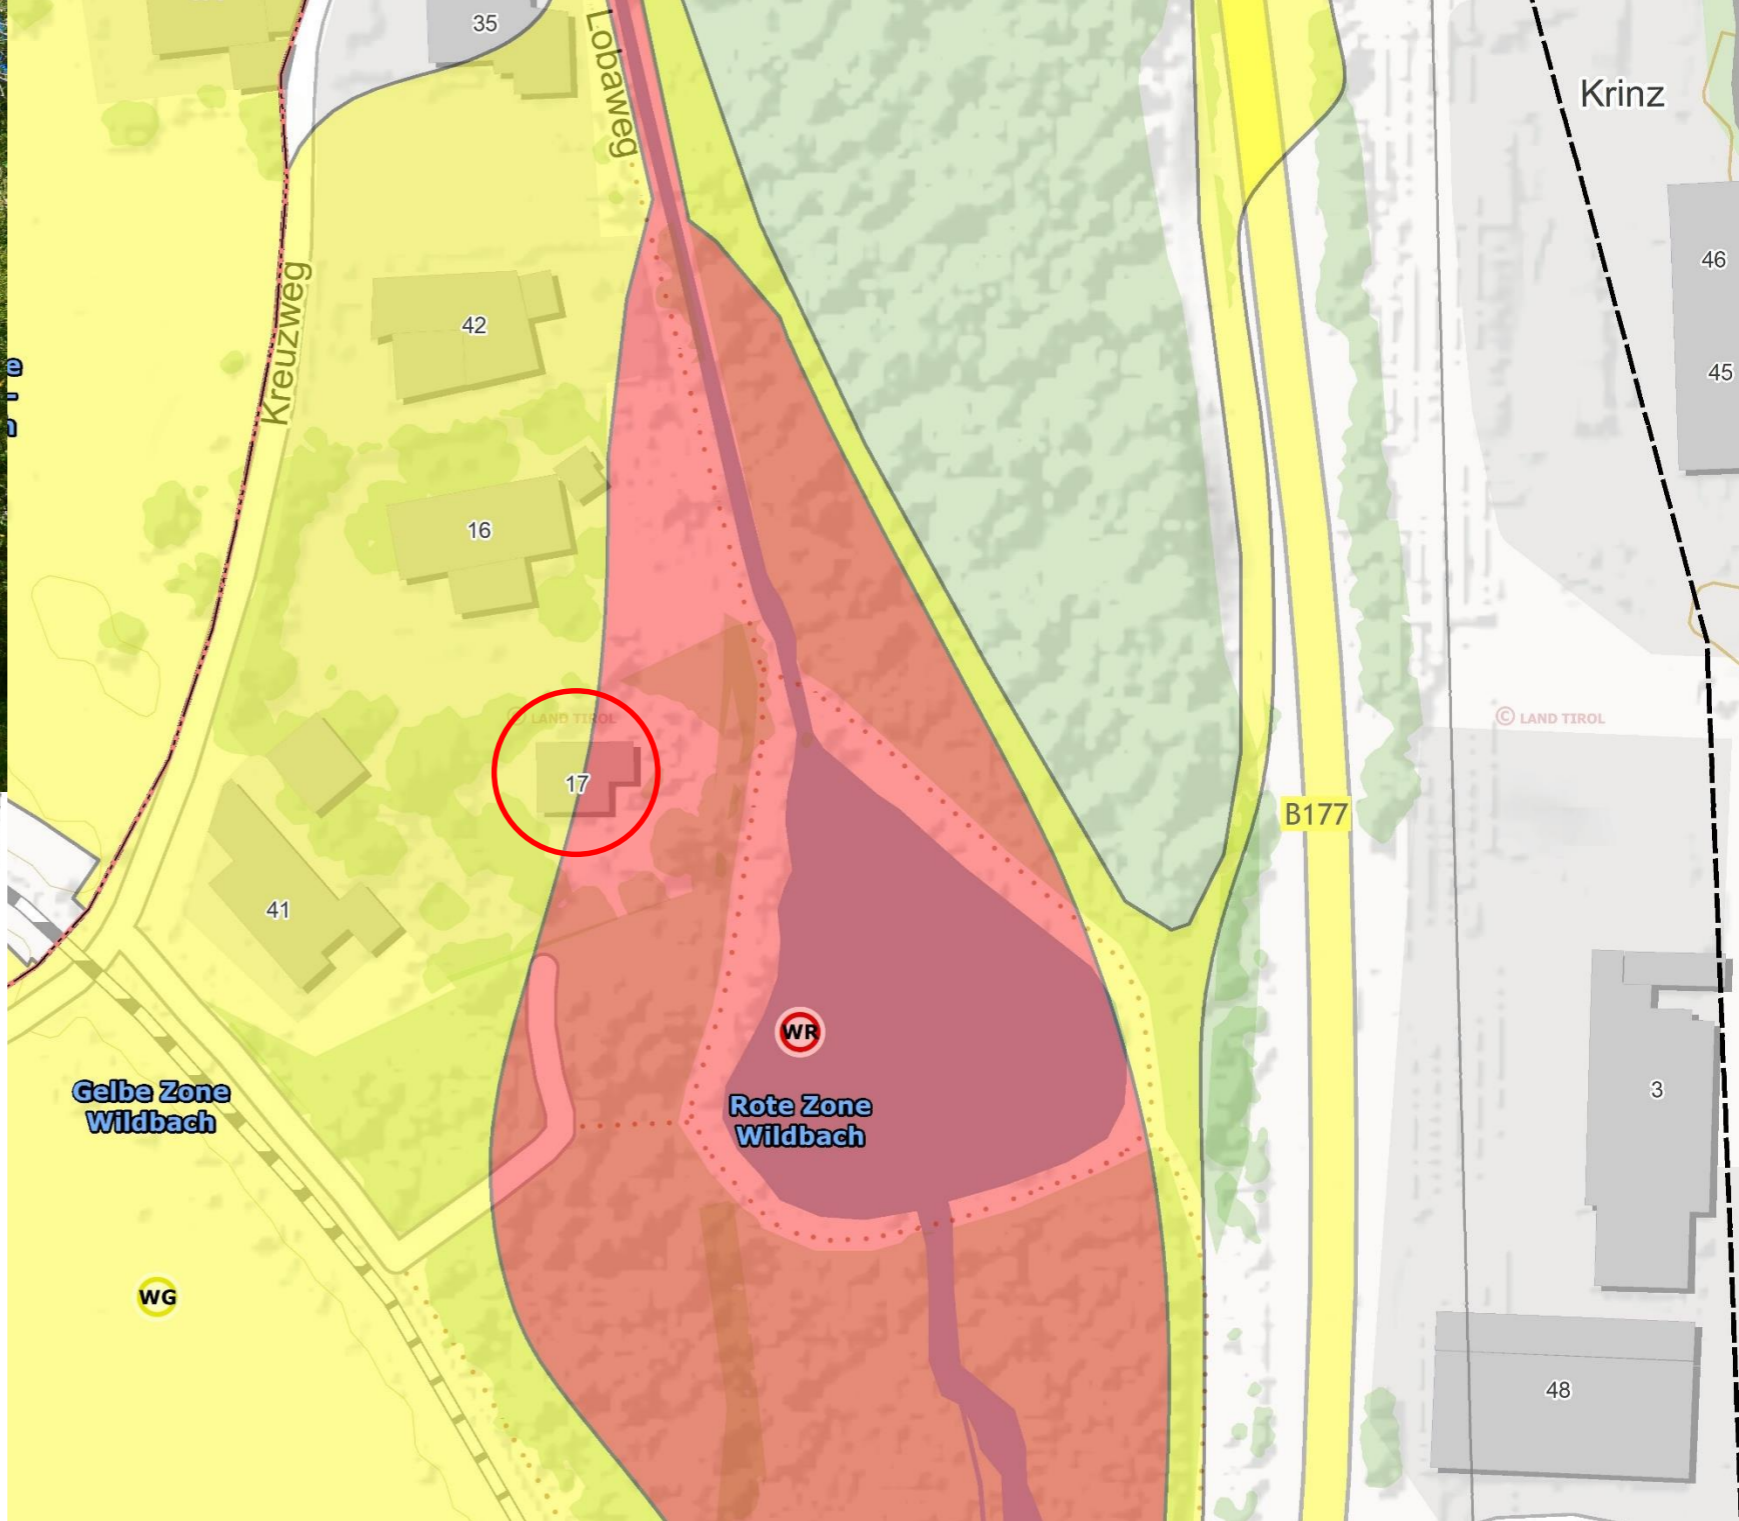 35
Lobaweg
Krinz
46
Kreuzweg
42
e
-
45
16
© LAND TIROL
© LAND TIROL
17
B177
41
WR
Gelbe Zone
Wildbach
Rote Zone
Wildbach
3
WG
48